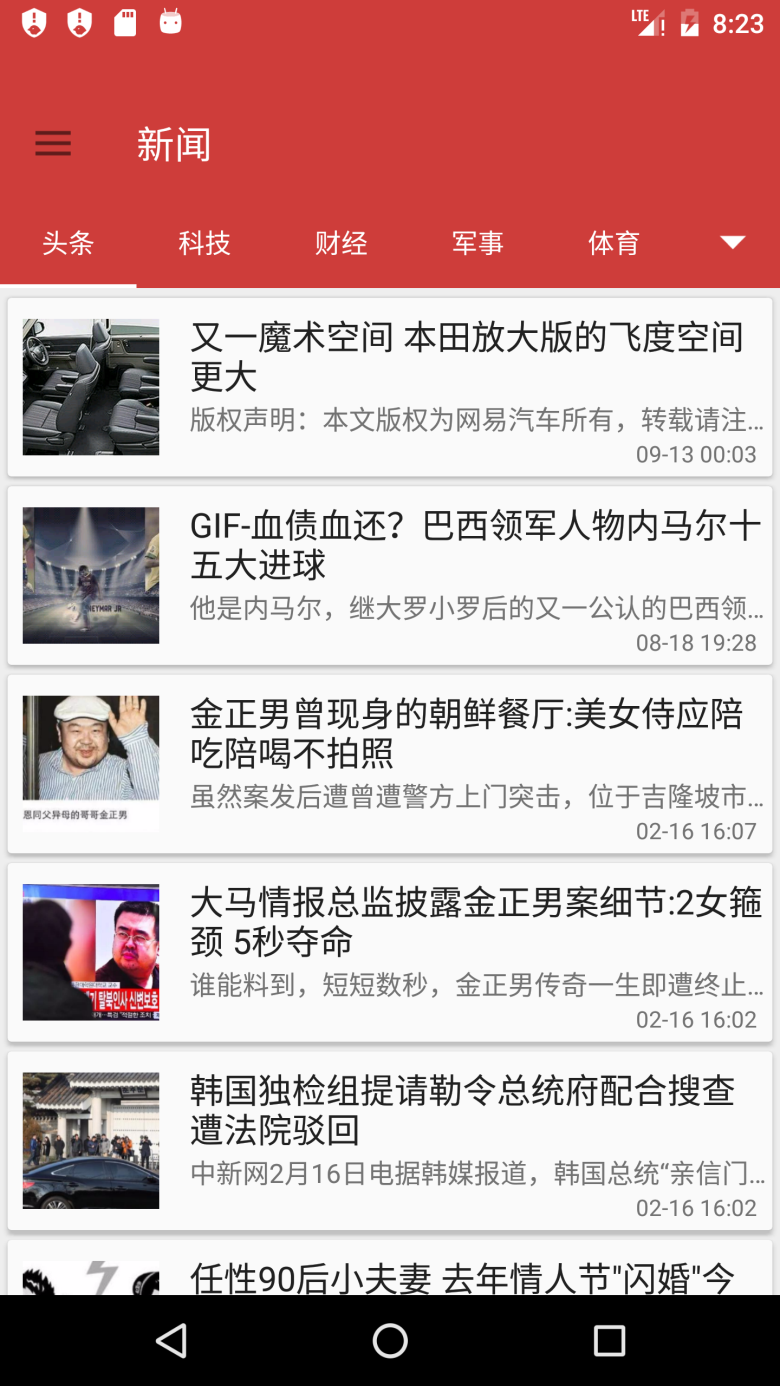 LTE
8:23
新闻
头条 科技 财经 军事 体育
又一魔术空间 本田放大版的飞度空间
更大
版权声明：本文版权为网易汽车所有，转载请注...
09-13 00:03
NEYMAR JR
GIF-血债血还？巴西领军人物内马尔十
五大进球
他是内马尔，继大罗小罗后的又一公认的巴西领...
08-18 19:28
恩同父异母的哥哥金正男
金正男曾现身的朝鲜餐厅:美女侍应陪
吃陪喝不拍照
虽然案发后遭曾遭警方上门突击，位于吉隆坡市...
02-16 16:07
탈북인사 신변보호
大马情报总监披露金正男案细节:2女箍
颈 5秒夺命
谁能料到，短短数秒，金正男传奇一生即遭终止...
02-16 16:02
韩国独检组提请勒令总统府配合搜查
遭法院驳回
中新网2月16日电据韩媒报道，韩国总统“亲信门...
02-16 16:02
任性90后小夫妻 去年情人节"闪婚"今